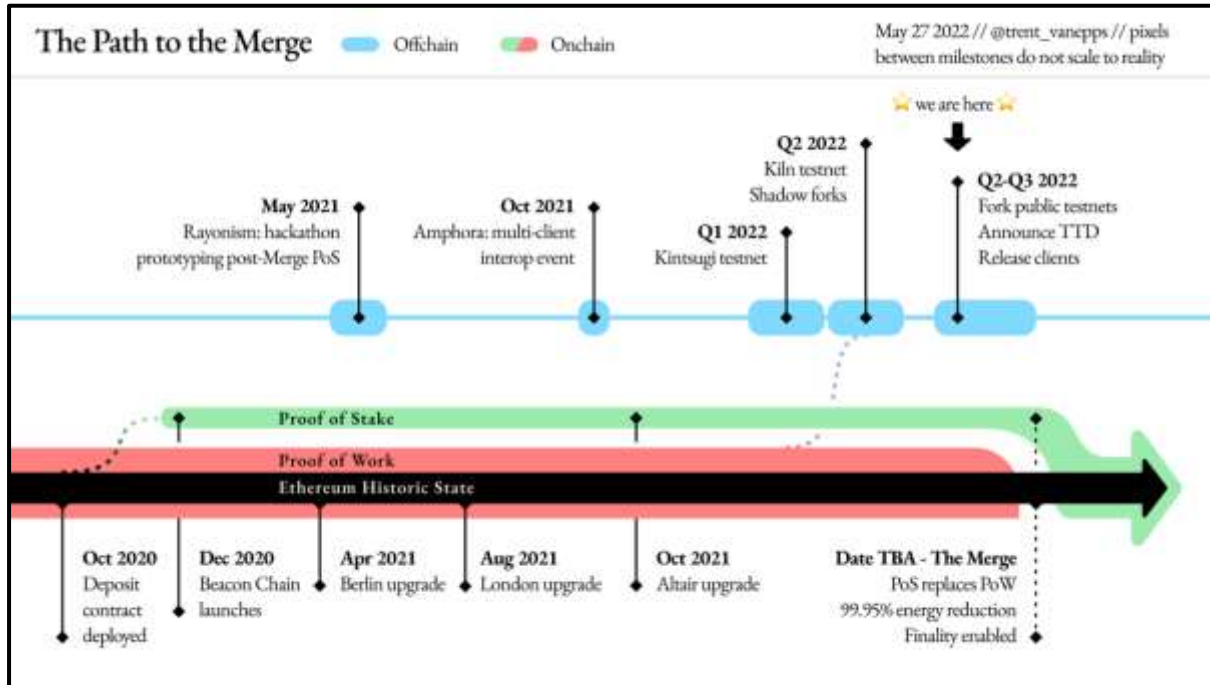 The Path to the Merge
Offchain
Onchain
May 27 2022 // @trent_vanepps // pixels
between milestones do not scale to reality
we are here
May 2021
Rayonism: hackathon
prototyping post-Merge PoS
Oct 2021
Amphora: multi-client
interop event
Q1 2022
Kintsugi testnet
Q2 2022
Kiln testnet
Shadow forks
Q2-Q3 2022
Fork public testnets
Announce TTD
Release clients
Proof of Stake
Proof of Work
Ethereum Historic State
Oct 2020
Deposit
contract
deployed
Dec 2020
Beacon Chain
launches
Apr 2021
Berlin upgrade
Aug 2021
London upgrade
Oct 2021
Altair upgrade
Date TBA - The Merge
PoS replaces PoW
99.95% energy reduction
Finality enabled